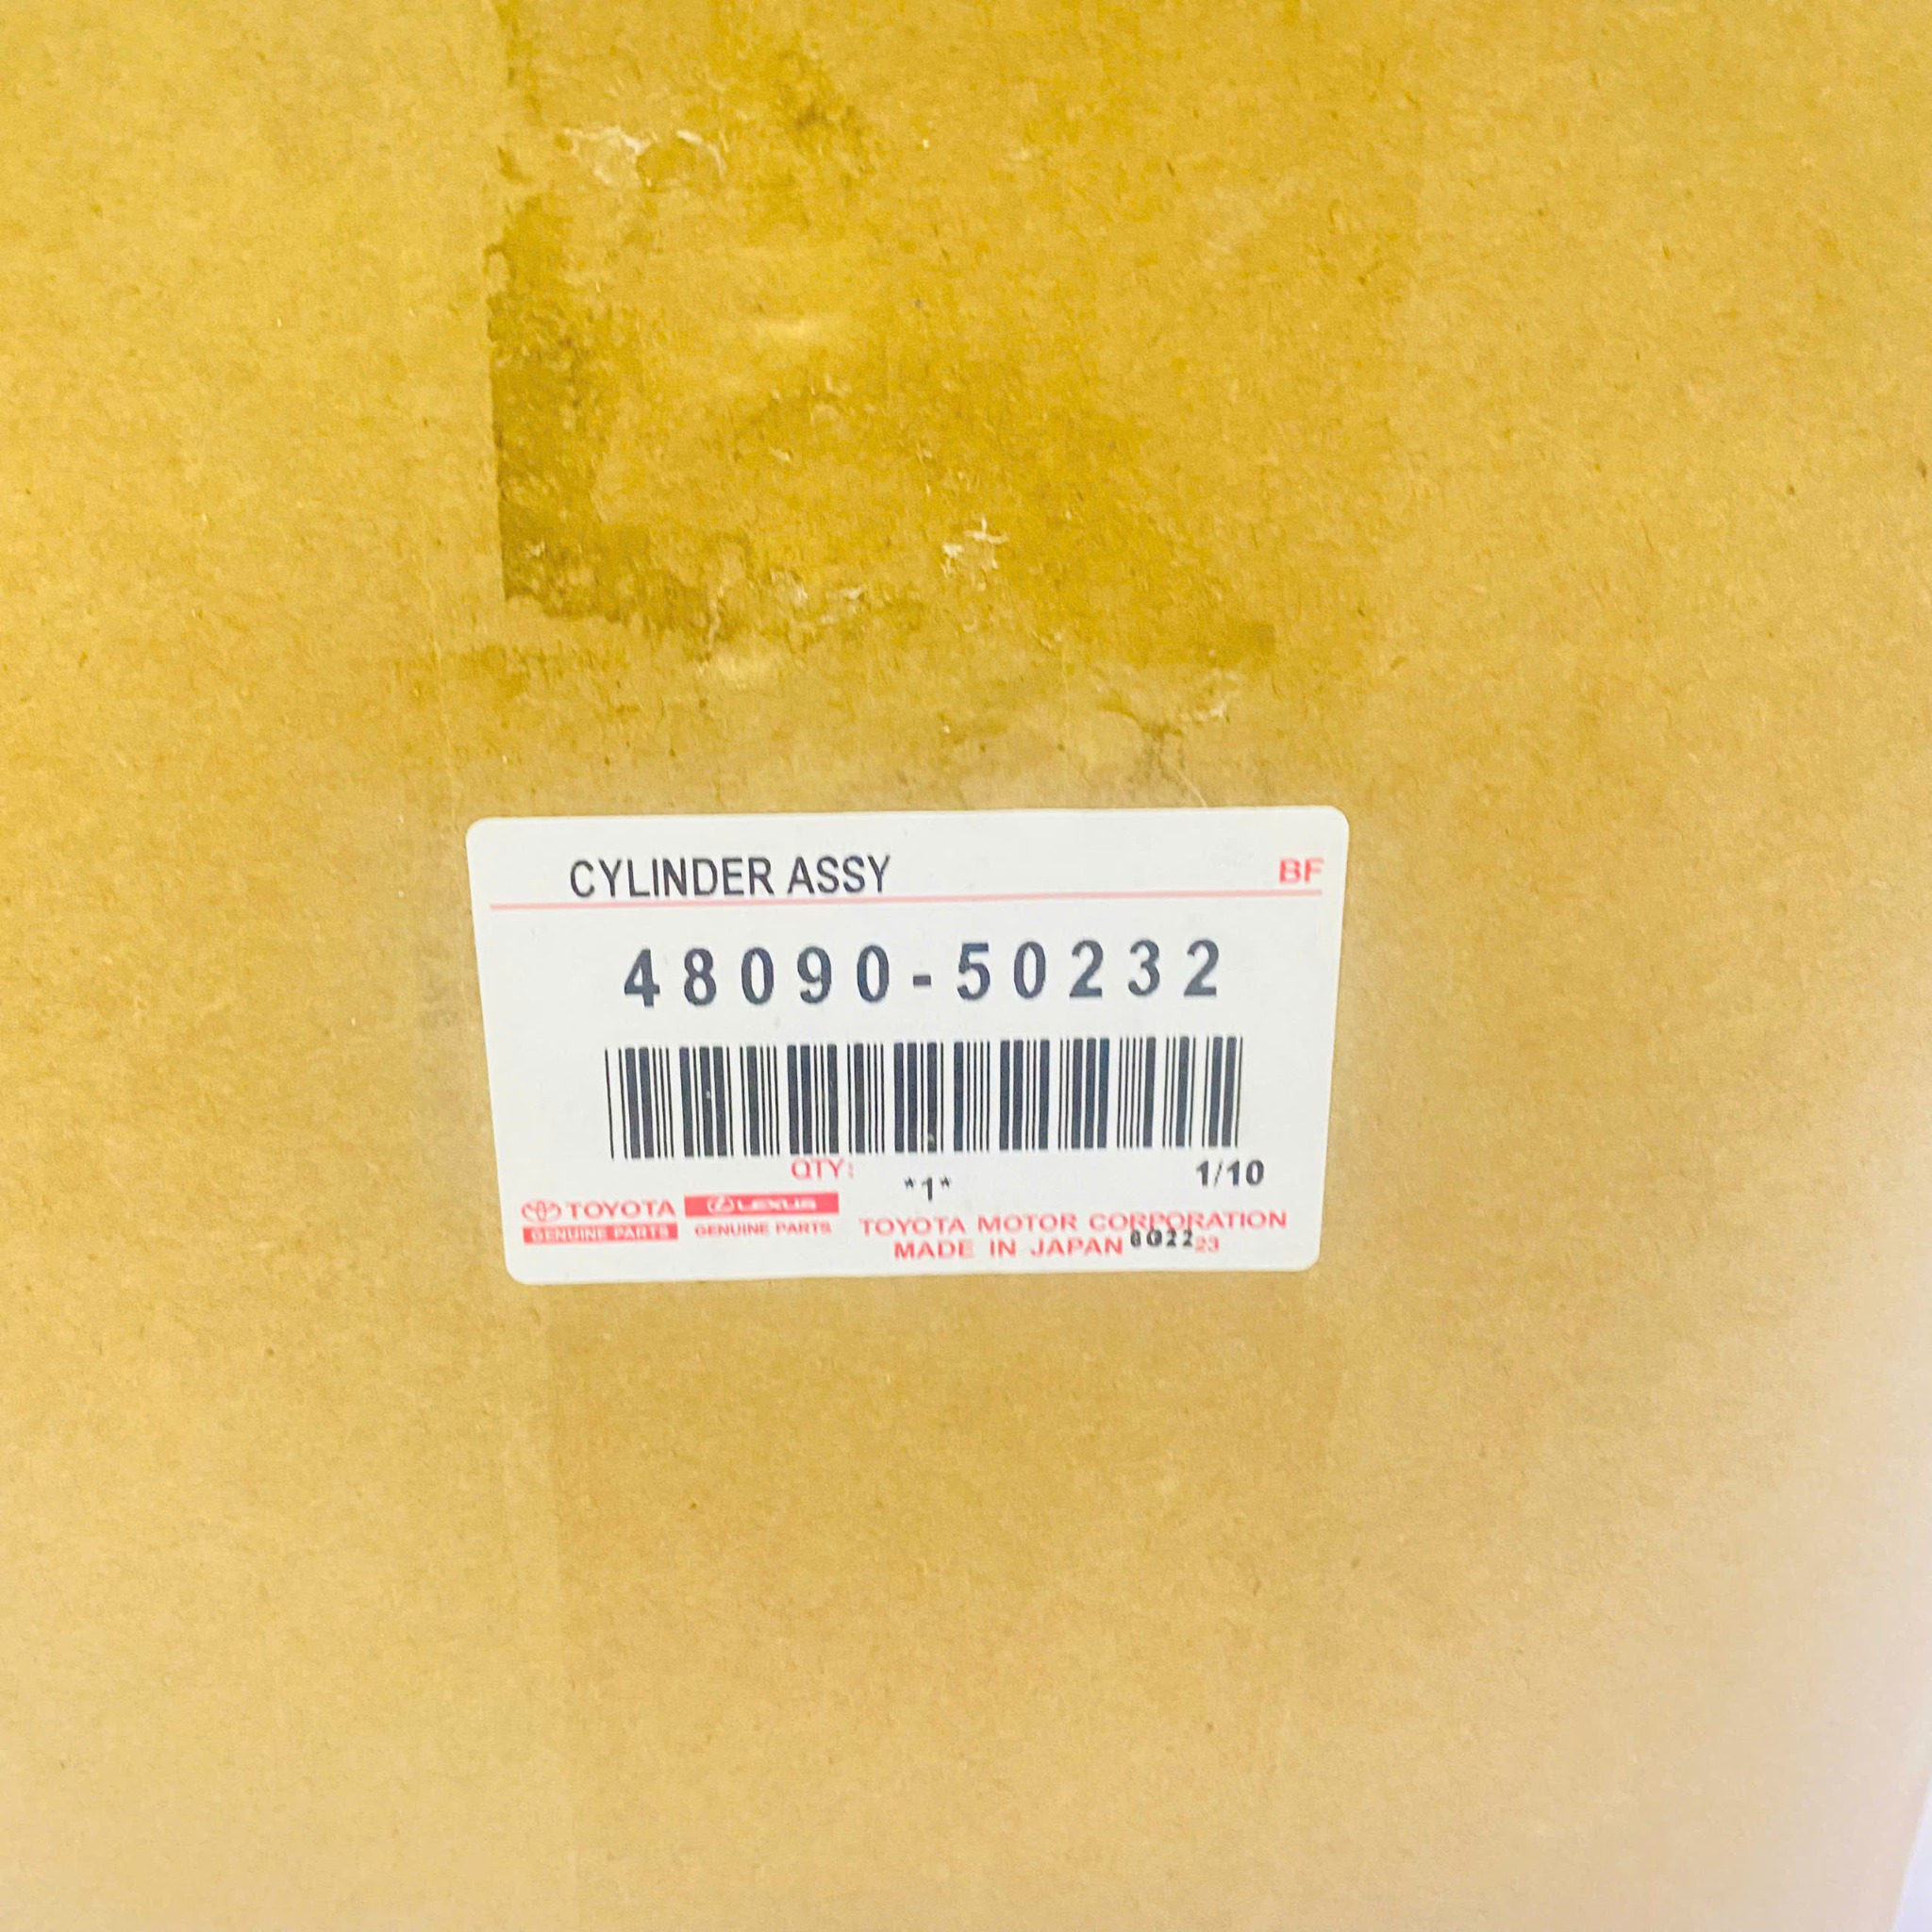 CYLINDER ASSY BF
48090-50232
QTY: *1* 1/10
TOYOTA LEXUS
GENUINE PARTS GENUINE PARTS TOYOTA MOTOR CORPORATION
MADE IN JAPAN 23